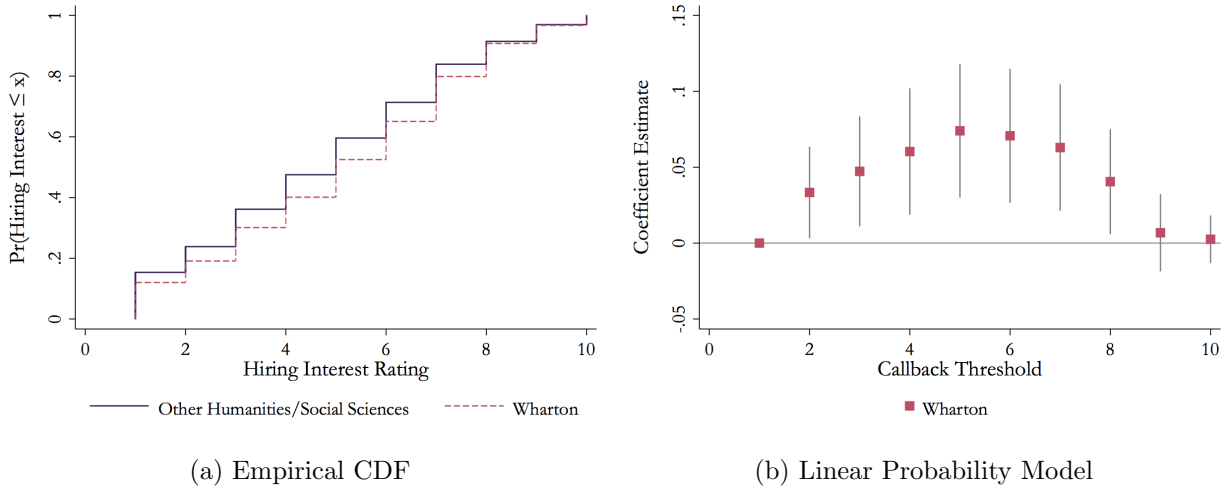 Pr(Hiring Interest ≤ x)
1
.8
.6
.4
.2
0
0 2 4 6 8 10
Hiring Interest Rating
Other Humanities/Social Sciences Wharton
(a) Empirical CDF
Coefficient Estimate
.15
.1
.05
0
-.05
0 2 4 6 8 10
Callback Threshold
Wharton
(b) Linear Probability Model